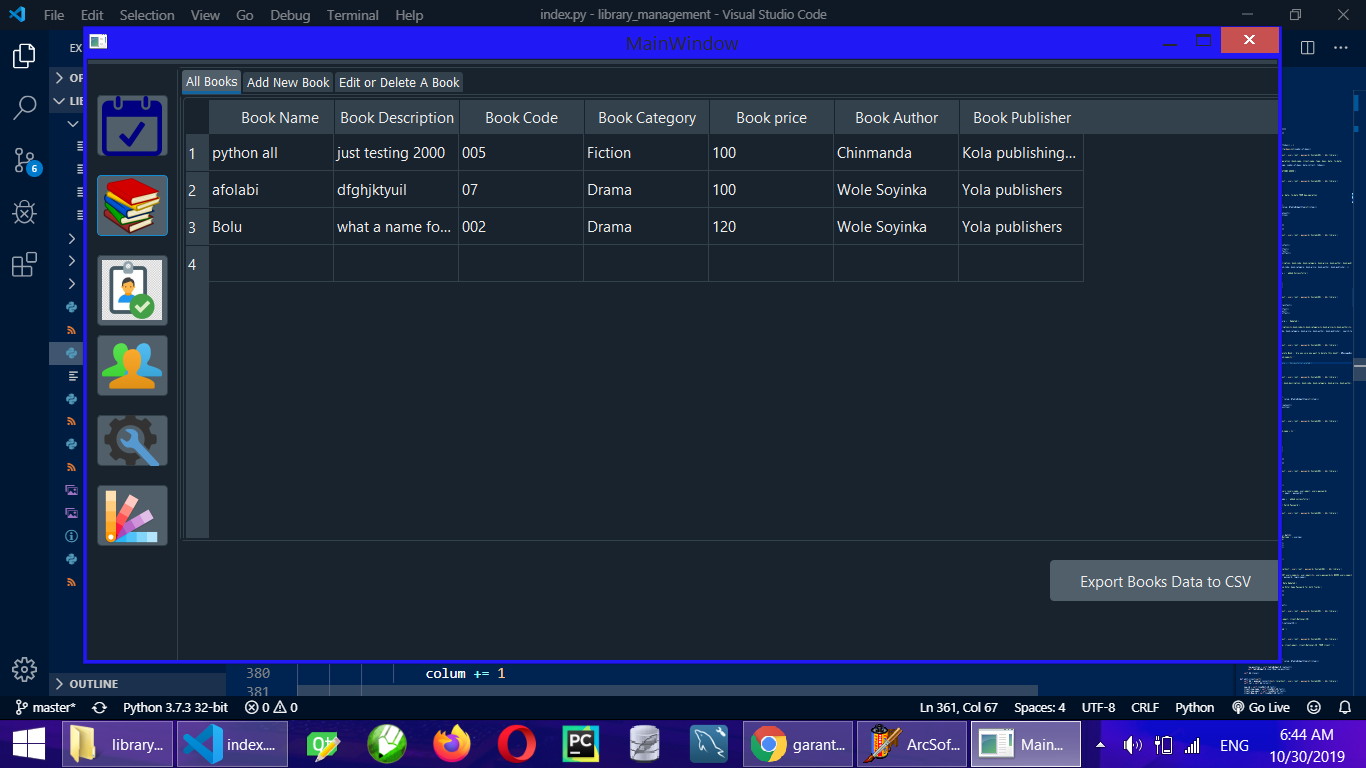 File Edit Selection View Go Debug Terminal Help index.py - library_management - Visual Studio Code
MainWindow
EX
OP
LIB
All Books Add New Book Edit or Delete A Book
Book Name Book Description Book Code Book Category Book price Book Author Book Publisher
1 python all just testing 2000 005 Fiction 100 Chinmanda Kola publishing...
2 afolabi dfghjktyuil 07 Drama 100 Wole Soyinka Yola publishers
3 Bolu what a name fo... 002 Drama 120 Wole Soyinka Yola publishers
4
6
Export Books Data to CSV
380 colum += 1
381
OUTLINE
master* Python 3.7.3 32-bit 0 0 Ln 361, Col 67 Spaces: 4 UTF-8 CRLF Python Go Live
library... index.... Qt PC garant... ArcSof... Main... ENG 6:44 AM
10/30/2019